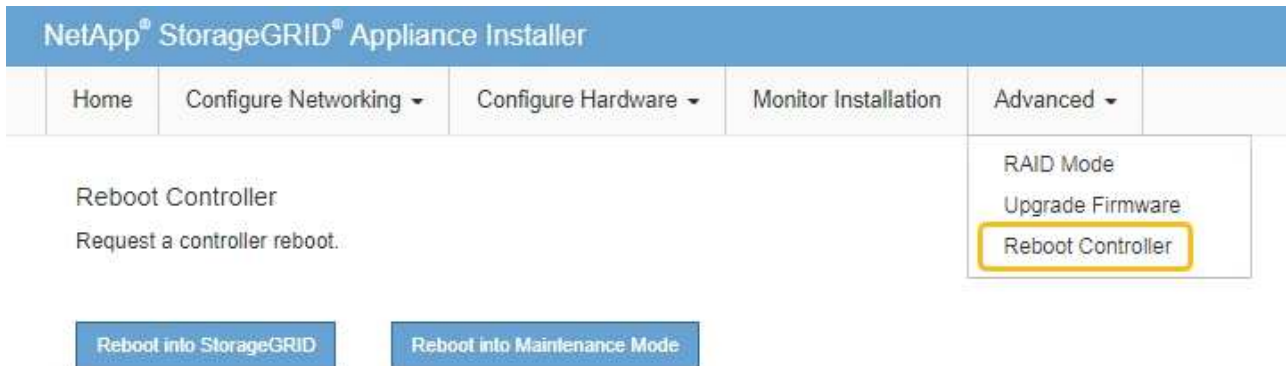 NetApp® StorageGRID® Appliance Installer
Home Configure Networking Configure Hardware Monitor Installation Advanced
RAID Mode
Upgrade Firmware
Reboot Controller
Reboot Controller
Request a controller reboot.
Reboot into StorageGRID Reboot into Maintenance Mode